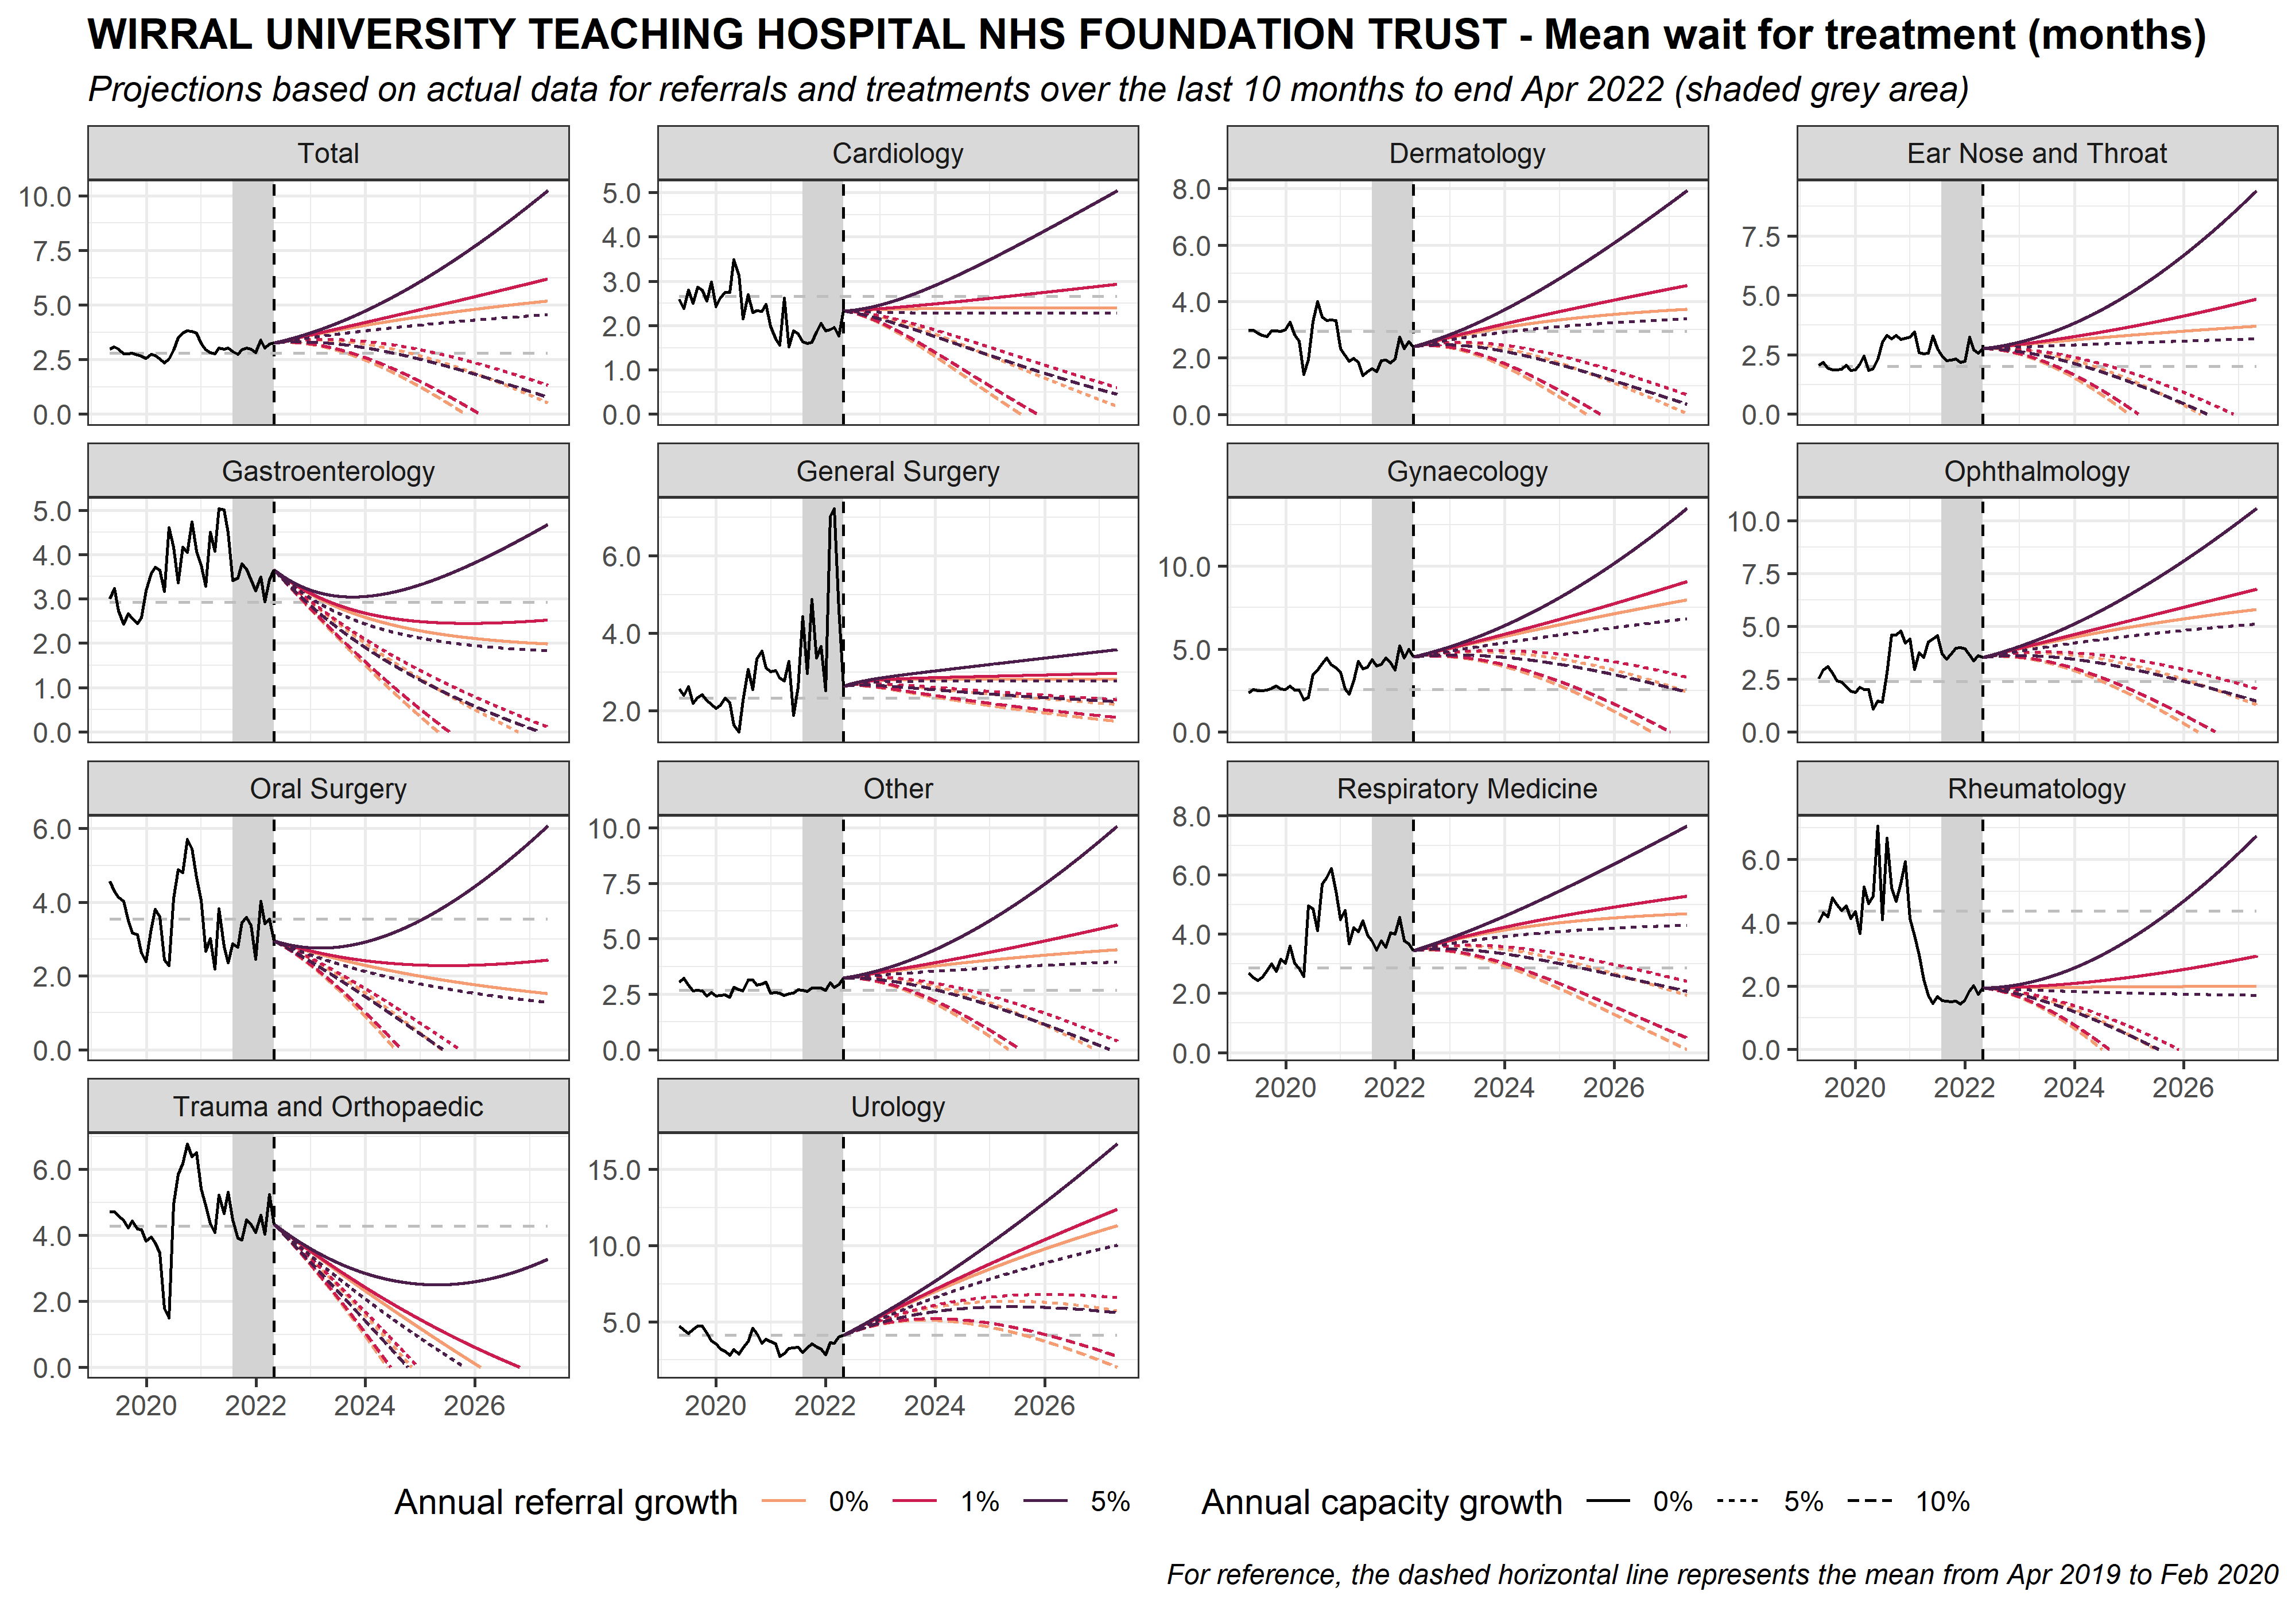 WIRRAL UNIVERSITY TEACHING HOSPITAL NHS FOUNDATION TRUST - Mean wait for treatment (months)
Projections based on actual data for referrals and treatments over the last 10 months to end Apr 2022 (shaded grey area)
Total
10.0
7.5
5.0
2.5
0.0
Cardiology
5.0
4.0
3.0
2.0
1.0
0.0
Dermatology
8.0
6.0
4.0
2.0
0.0
Ear Nose and Throat
7.5
5.0
2.5
0.0
Gastroenterology
5.0
4.0
3.0
2.0
1.0
0.0
General Surgery
6.0
4.0
2.0
Gynaecology
10.0
5.0
0.0
Ophthalmology
10.0
7.5
5.0
2.5
0.0
Oral Surgery
6.0
4.0
2.0
0.0
Other
10.0
7.5
5.0
2.5
0.0
Respiratory Medicine
8.0
6.0
4.0
2.0
0.0
2020 2022 2024 2026
Rheumatology
6.0
4.0
2.0
0.0
2020 2022 2024 2026
Trauma and Orthopaedic
6.0
4.0
2.0
0.0
2020 2022 2024 2026
Urology
15.0
10.0
5.0
2020 2022 2024 2026
Annual referral growth 0% 1% 5%
Annual capacity growth 0% 5% 10%
For reference, the dashed horizontal line represents the mean from Apr 2019 to Feb 2020